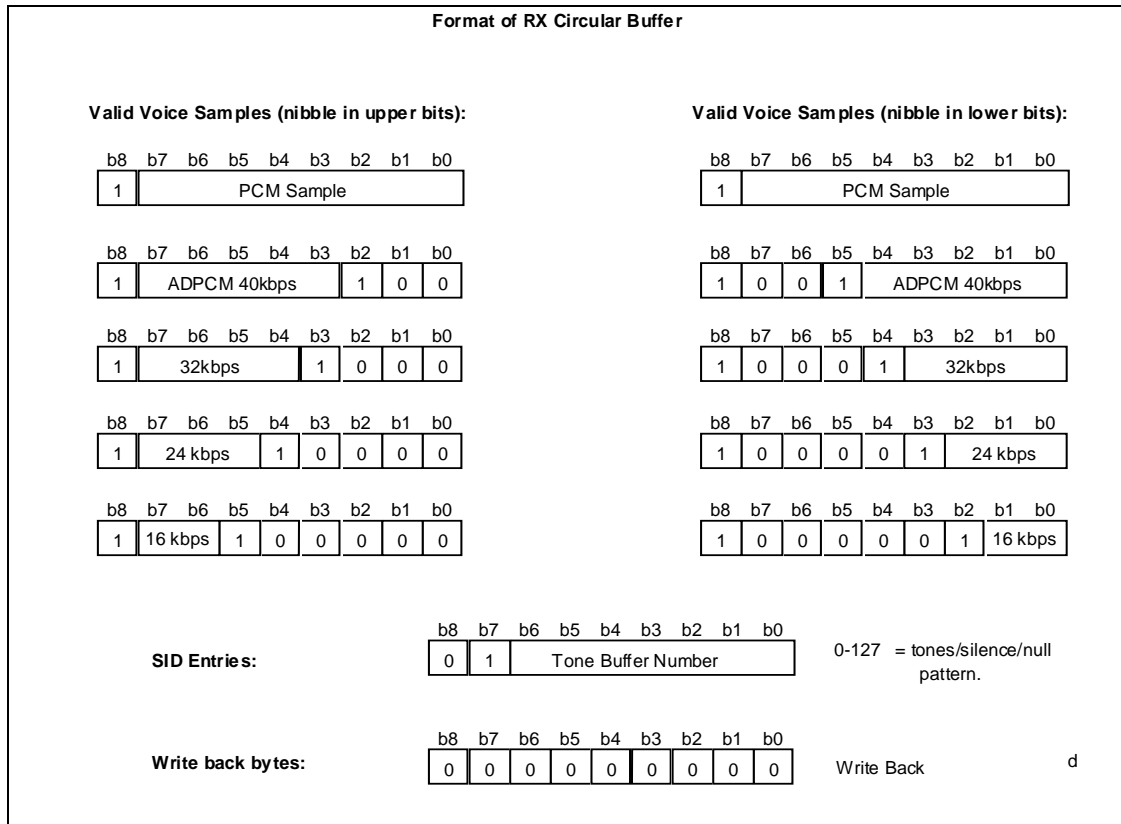 Format of RX Circular Buffer
Valid Voice Samples (nibble in upper bits): Valid Voice Samples (nibble in lower bits):
b8 b7 b6 b5 b4 b3 b2 b1 b0 b8 b7 b6 b5 b4 b3 b2 b1 b0
1 PCM Sample 1 PCM Sample
b8 b7 b6 b5 b4 b3 b2 b1 b0 b8 b7 b6 b5 b4 b3 b2 b1 b0
1 ADPCM 40kbps 1 0 0 1 0 0 1 ADPCM 40kbps
b8 b7 b6 b5 b4 b3 b2 b1 b0 b8 b7 b6 b5 b4 b3 b2 b1 b0
1 32kbps 1 0 0 0 1 0 0 0 1 32kbps
b8 b7 b6 b5 b4 b3 b2 b1 b0 b8 b7 b6 b5 b4 b3 b2 b1 b0
1 24 kbps 1 0 0 0 0 1 0 0 0 0 1 24 kbps
b8 b7 b6 b5 b4 b3 b2 b1 b0 b8 b7 b6 b5 b4 b3 b2 b1 b0
1 16 kbps 1 0 0 0 0 0 1 0 0 0 0 0 1 16 kbps
b8 b7 b6 b5 b4 b3 b2 b1 b0
SID Entries: 0 1 Tone Buffer Number 0-127 = tones/silence/null
pattern.
b8 b7 b6 b5 b4 b3 b2 b1 b0
Write back bytes: 0 0 0 0 0 0 0 0 0 Write Back d